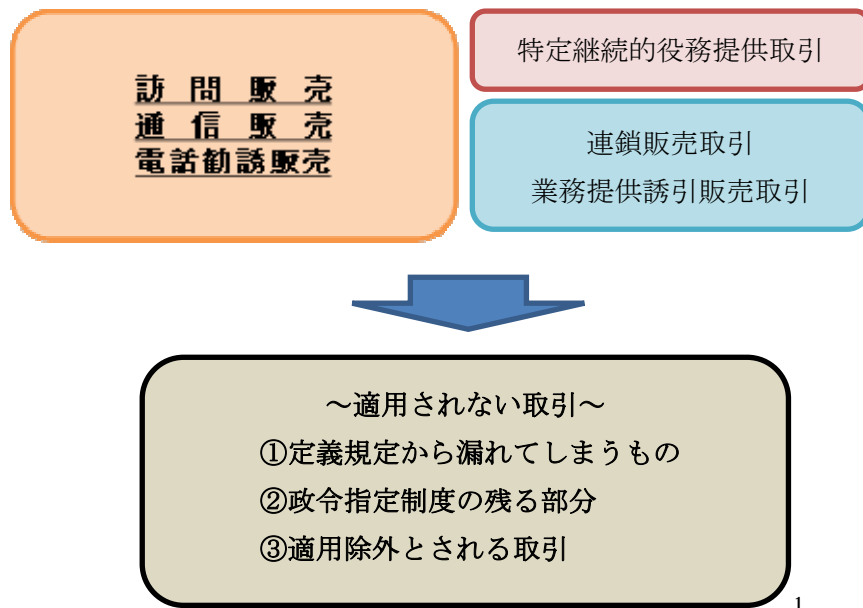 訪問販売
通信販売
電話勧誘販売
特定継続的役務提供取引
連鎖販売取引
業務提供誘引販売取引
～適用されない取引～
①定義規定から漏れてしまうもの
②政令指定制度の残る部分
③適用除外とされる取引
1